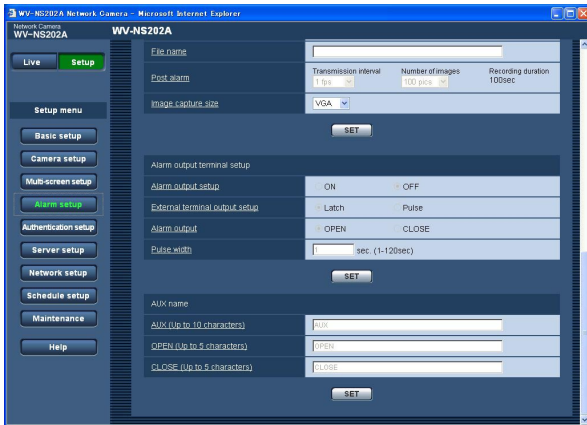 WV-NS202A Network Camera - Microsoft Internet Explorer
Network Camera
WV-NS202A
WV-NS202A
Live
Setup
Setup menu
Basic setup
Camera setup
Multi-screen setup
Alarm setup
Authentication setup
Server setup
Network setup
Schedule setup
Maintenance
Help
File name
Post alarm
Transmission interval
Number of images
Recording duration
1 fps
100 pics
100sec
Image capture size
VGA
SET
Alarm output terminal setup
Alarm output setup
ON
OFF
External terminal output setup
Latch
Pulse
Alarm output
OPEN
CLOSE
Pulse width
1
sec. (1-120sec)
SET
AUX name
AUX (Up to 10 characters)
AUX
OPEN (Up to 5 characters)
OPEN
CLOSE (Up to 5 characters)
CLOSE
SET